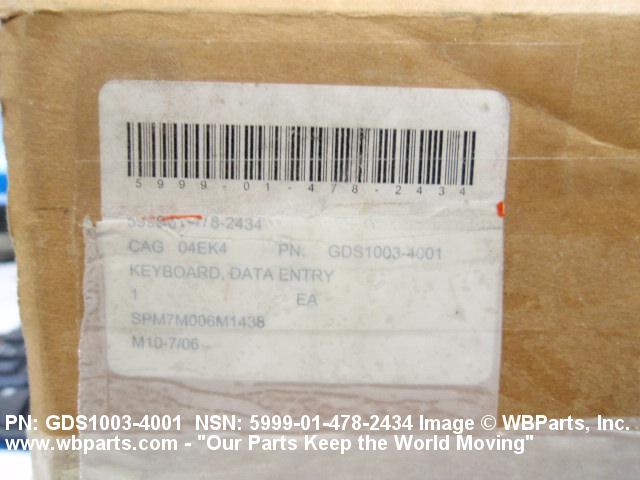 5999-01-478-2434
5999-01-478-2434
CAG 04EK4 PN: GDS1003-4001
KEYBOARD, DATA ENTRY
1 EA
SPM7M006M1438
M10-7/06
PN: GDS1003-4001 NSN: 5999-01-478-2434 Image © WBParts, Inc.
www.wbparts.com - "Our Parts Keep the World Moving"